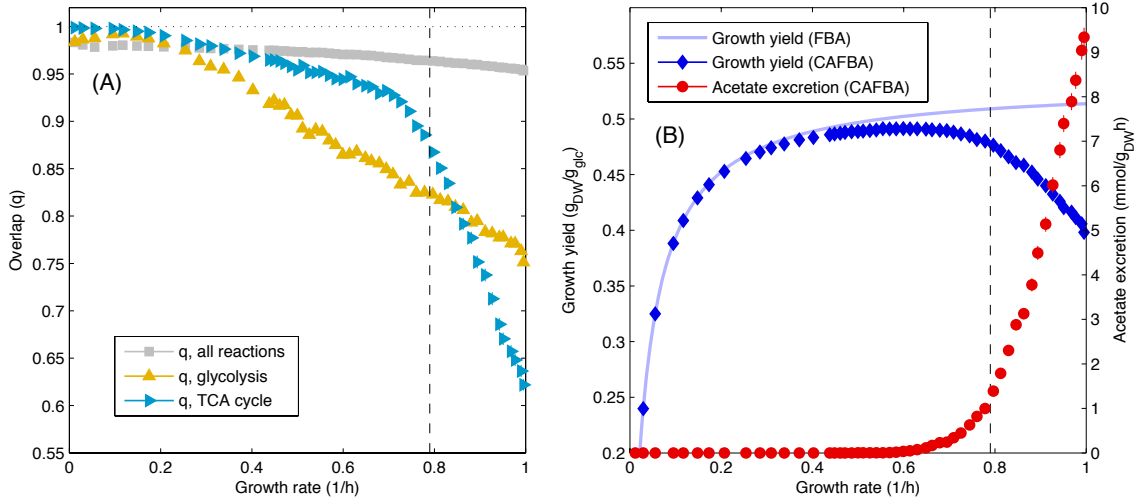 1
0.95
0.9
0.85
0.8
0.75
0.7
0.65
0.6
0.55
Overlap (q)
(A)
q, all reactions
q, glycolysis
q, TCA cycle
0 0.2 0.4 0.6 0.8 1
Growth rate (1/h)
0.55
0.5
0.45
0.4
0.35
0.3
0.25
0.2
Growth yield (gDW/gglc)
Growth yield (FBA)
Growth yield (CAFBA)
Acetate excretion (CAFBA)
(B)
0 0.2 0.4 0.6 0.8 1
Growth rate (1/h)
10
9
8
7
6
5
4
3
2
1
0
Acetate excretion (mmol/gDWh)